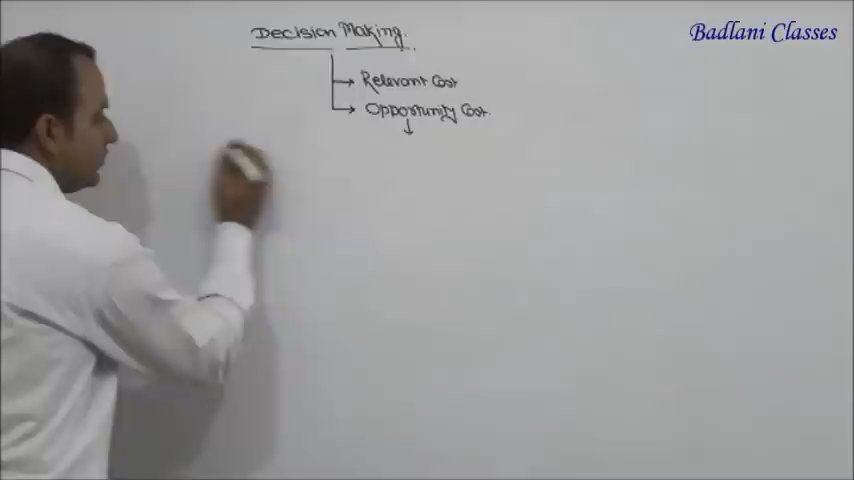 Decision Making.
Badlani Classes
Relevant Cost
Opportunity Cost